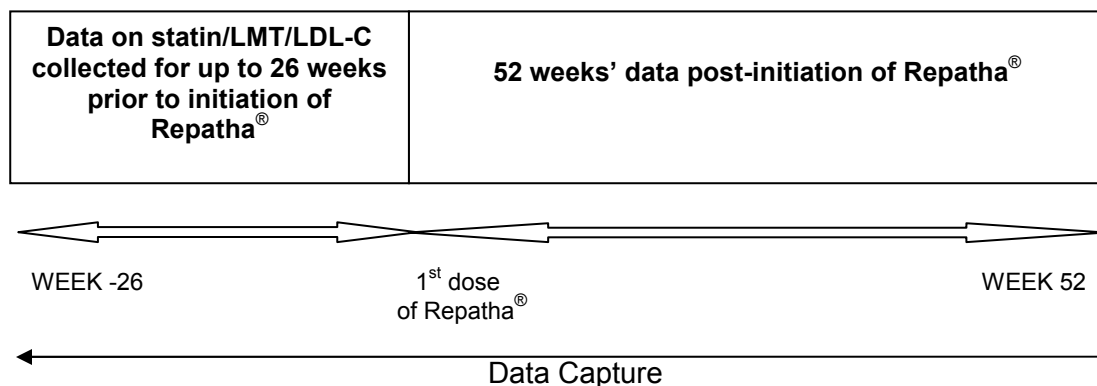 Data on statin/LMT/LDL-C
collected for up to 26 weeks
prior to initiation of
Repatha®
52 weeks’ data post-initiation of Repatha®
WEEK -26
1st dose
of Repatha®
WEEK 52
Data Capture